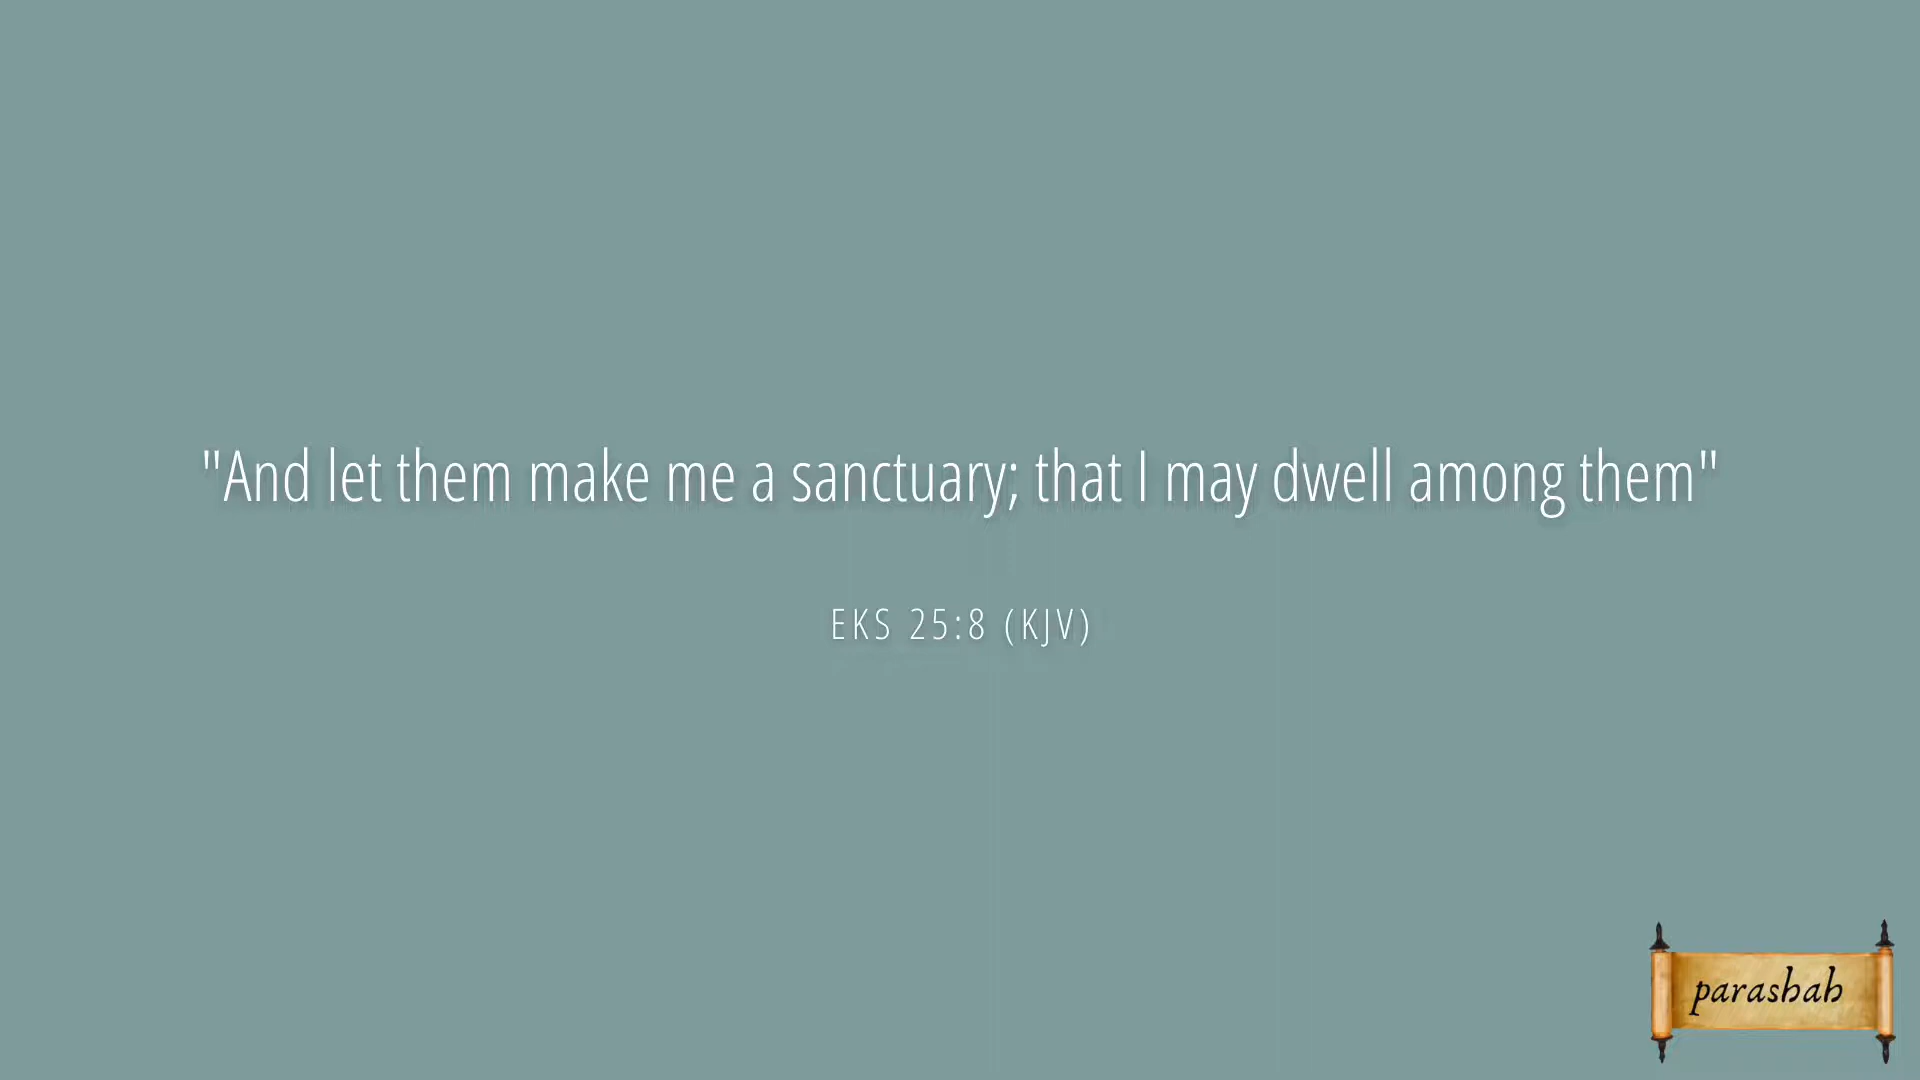 "And let them make me a sanctuary; that I may dwell among them"
EKS 25:8 (KJV)
parashah